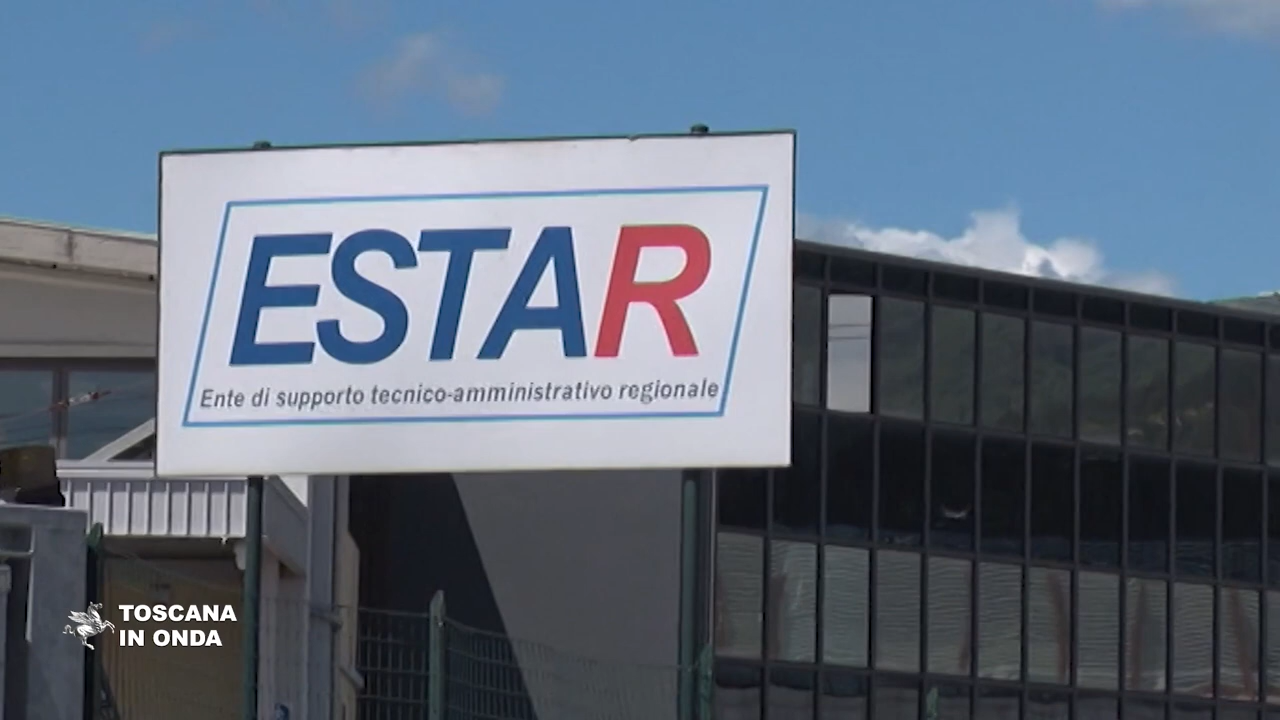 ESTAR
Ente di supporto tecnico-amministrativo regionale
TOSCANA
IN ONDA